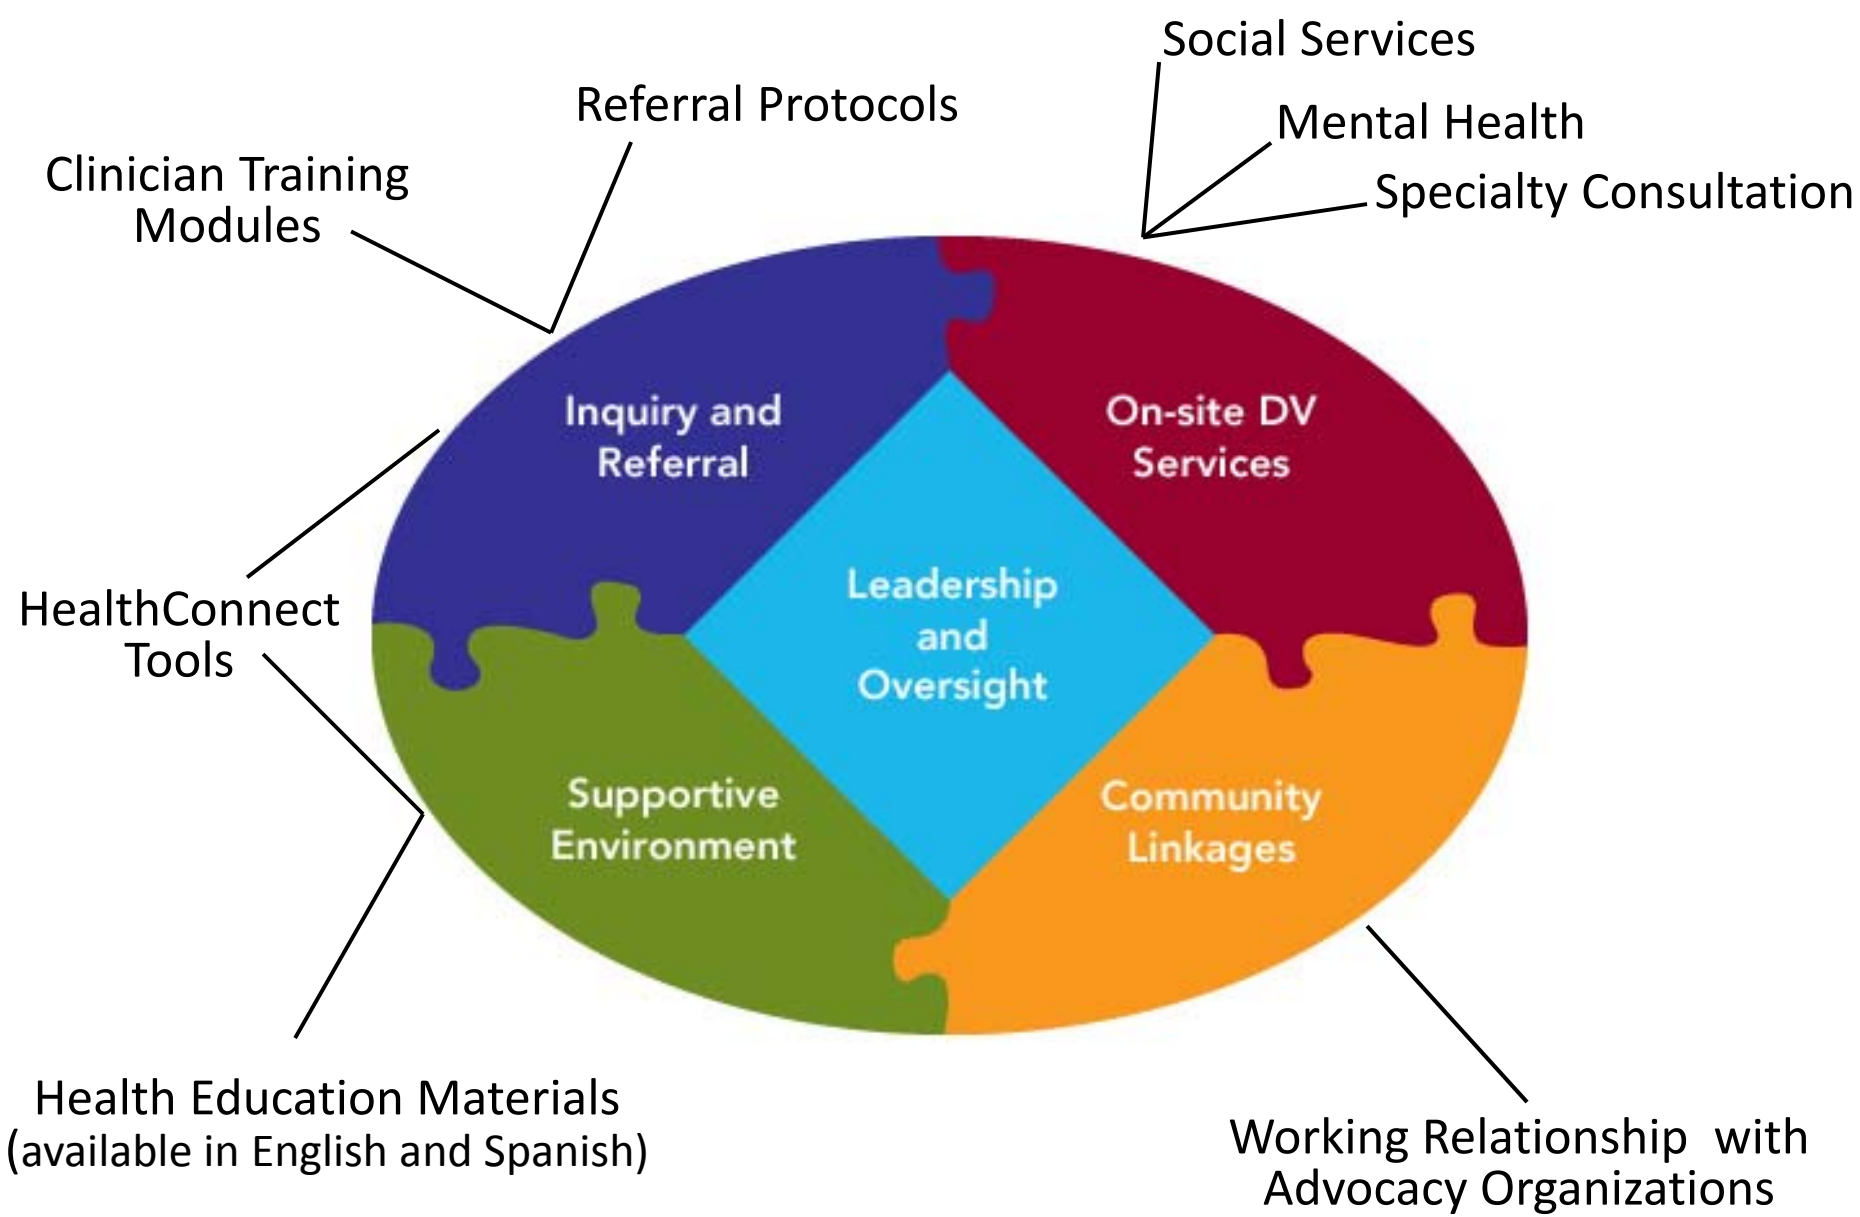 Social Services
Referral Protocols
Mental Health
Clinician Training
Modules
Specialty Consultation
Inquiry and
Referral
On-site DV
Services
HealthConnect
Tools
Leadership
and
Oversight
Supportive
Environment
Community
Linkages
Health Education Materials
(available in English and Spanish)
Working Relationship with
Advocacy Organizations